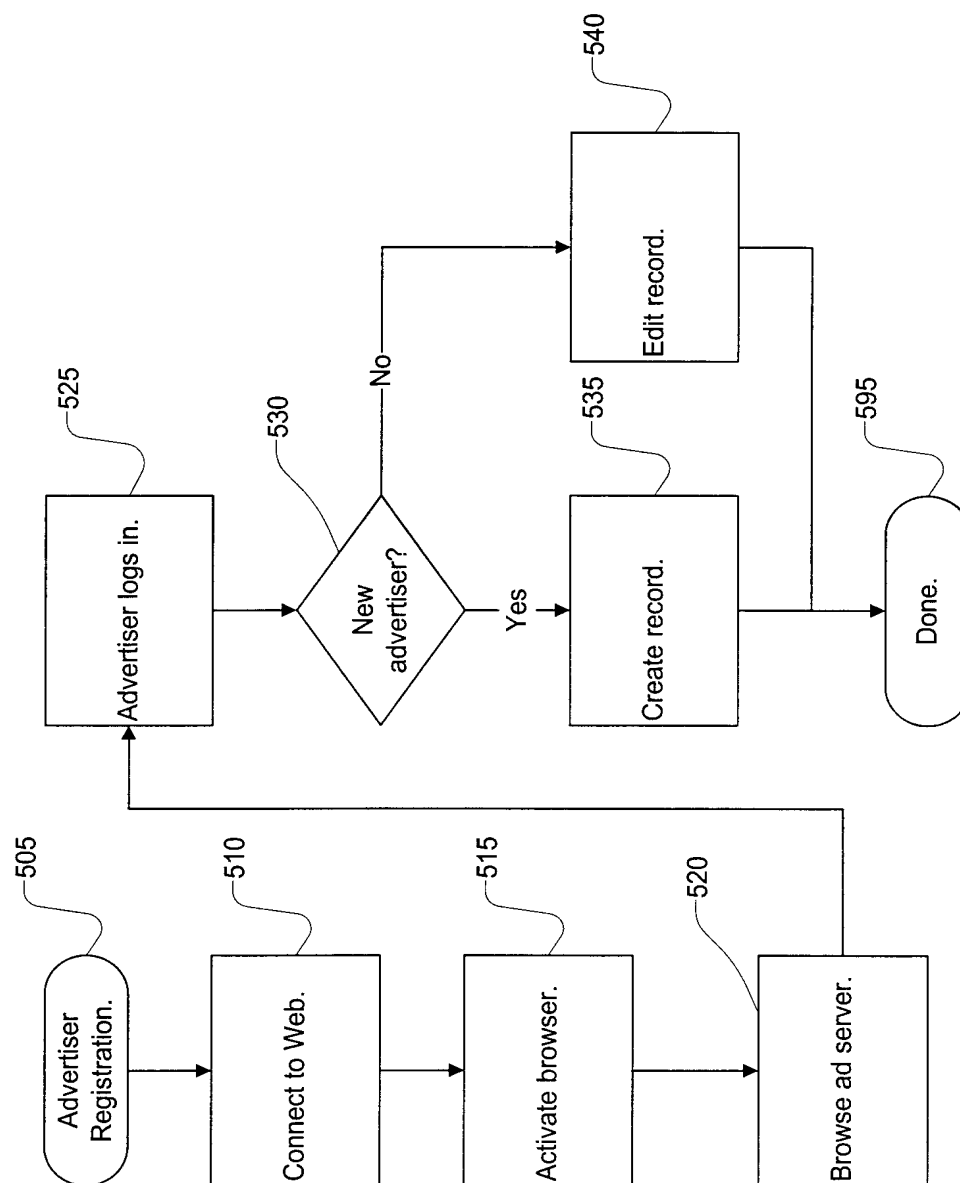 Advertiser
Registration.
505
Connect to Web.
510
Activate browser.
515
Browse ad server.
520
Advertiser logs in.
525
New
advertiser?
530
Yes
No
Create record.
535
Edit record.
540
Done.
595